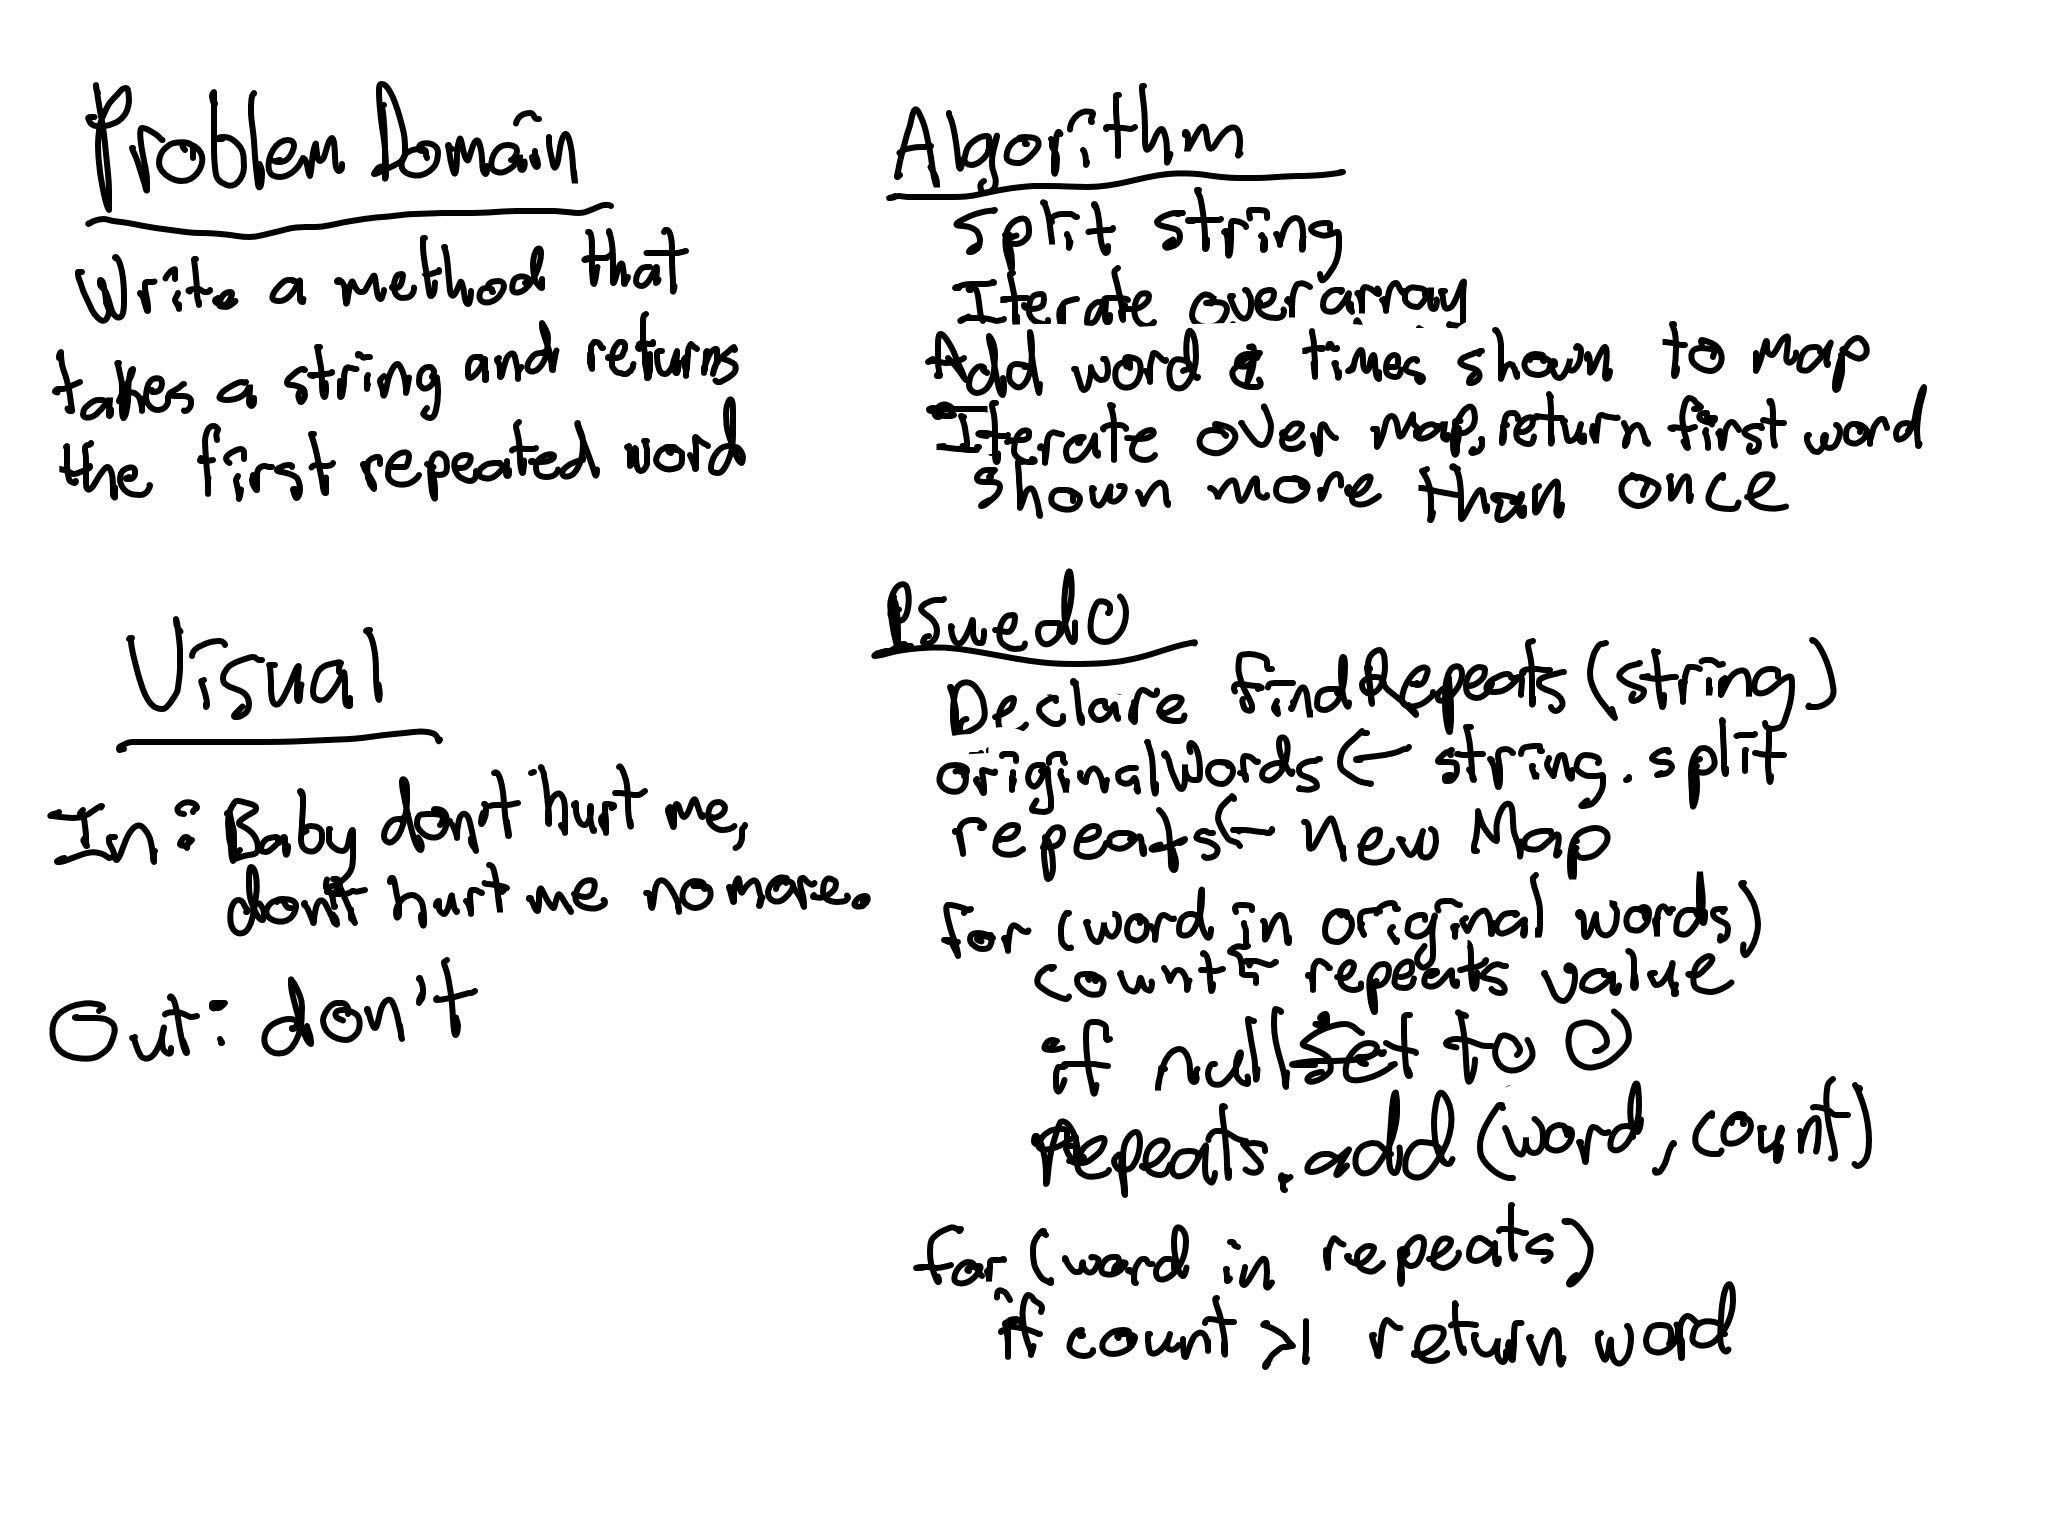 Problem Domain
Write a method that
takes a string and returns
the first repeated word
Visual
In: Baby dont hurt me,
don't hurt me no more.
Out: don't
Algorithm
split string
Iterate over array
Add word & times shown to map
Iterate over map, return first word
shown more than once
Psuedo
Declare findRepeats (string)
originalWords ← string.split
repeats ← new Map
for (word in original words)
count ← repeats value
if null set to 0
repeats.add(word, count)
for (word in repeats)
if count >1 return word